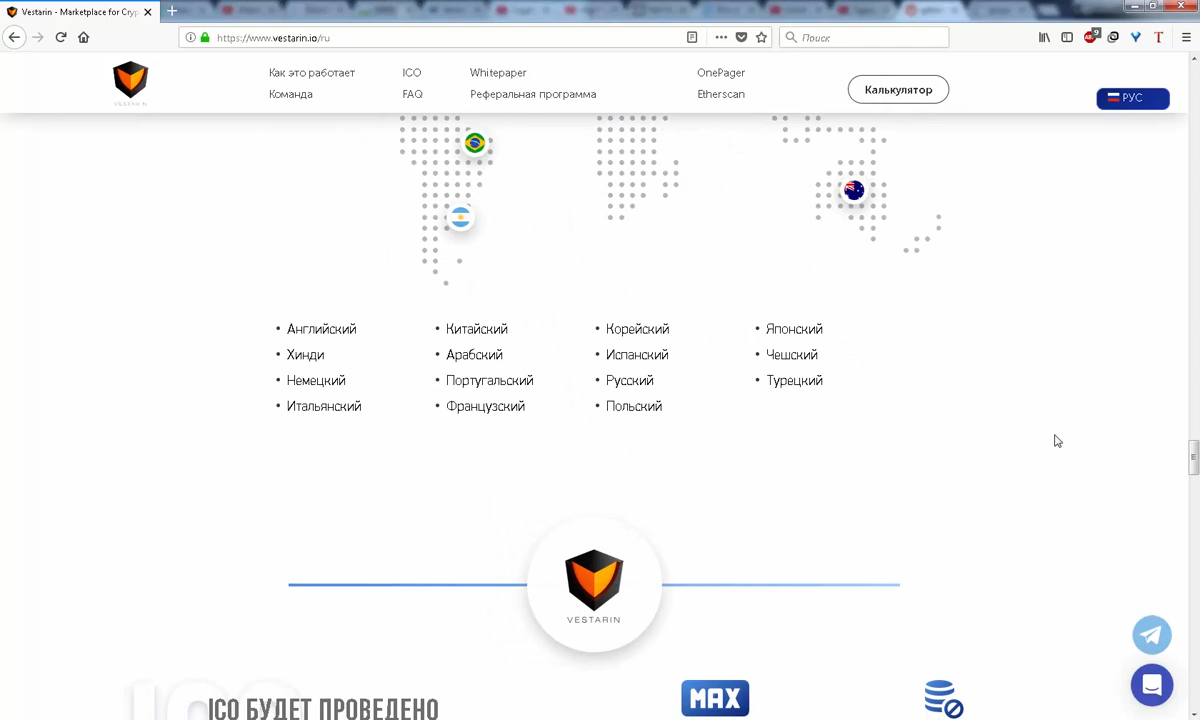 Vestarin - Marketplace for Cryp
https://www.vestarin.io/ru
Поиск
9
Как это работает
ICO
Whitepaper
OnePager
Команда
FAQ
Реферальная программа
Etherscan
Калькулятор
РУС
VESTARIN
• Английский
• Китайский
• Корейский
• Японский
• Хинди
• Арабский
• Испанский
• Чешский
• Немецкий
• Португальский
• Русский
• Турецкий
• Итальянский
• Французский
• Польский
VESTARIN
ICO БУДЕТ ПРОВЕДЕНО
MAX